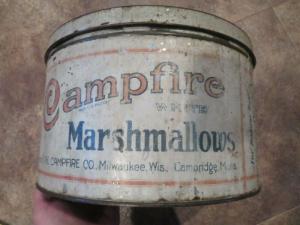 Campfire
WHITE
Marshmallows
CAMPFIRE CO., Milwaukee, Wis., Cambridge, Mass.